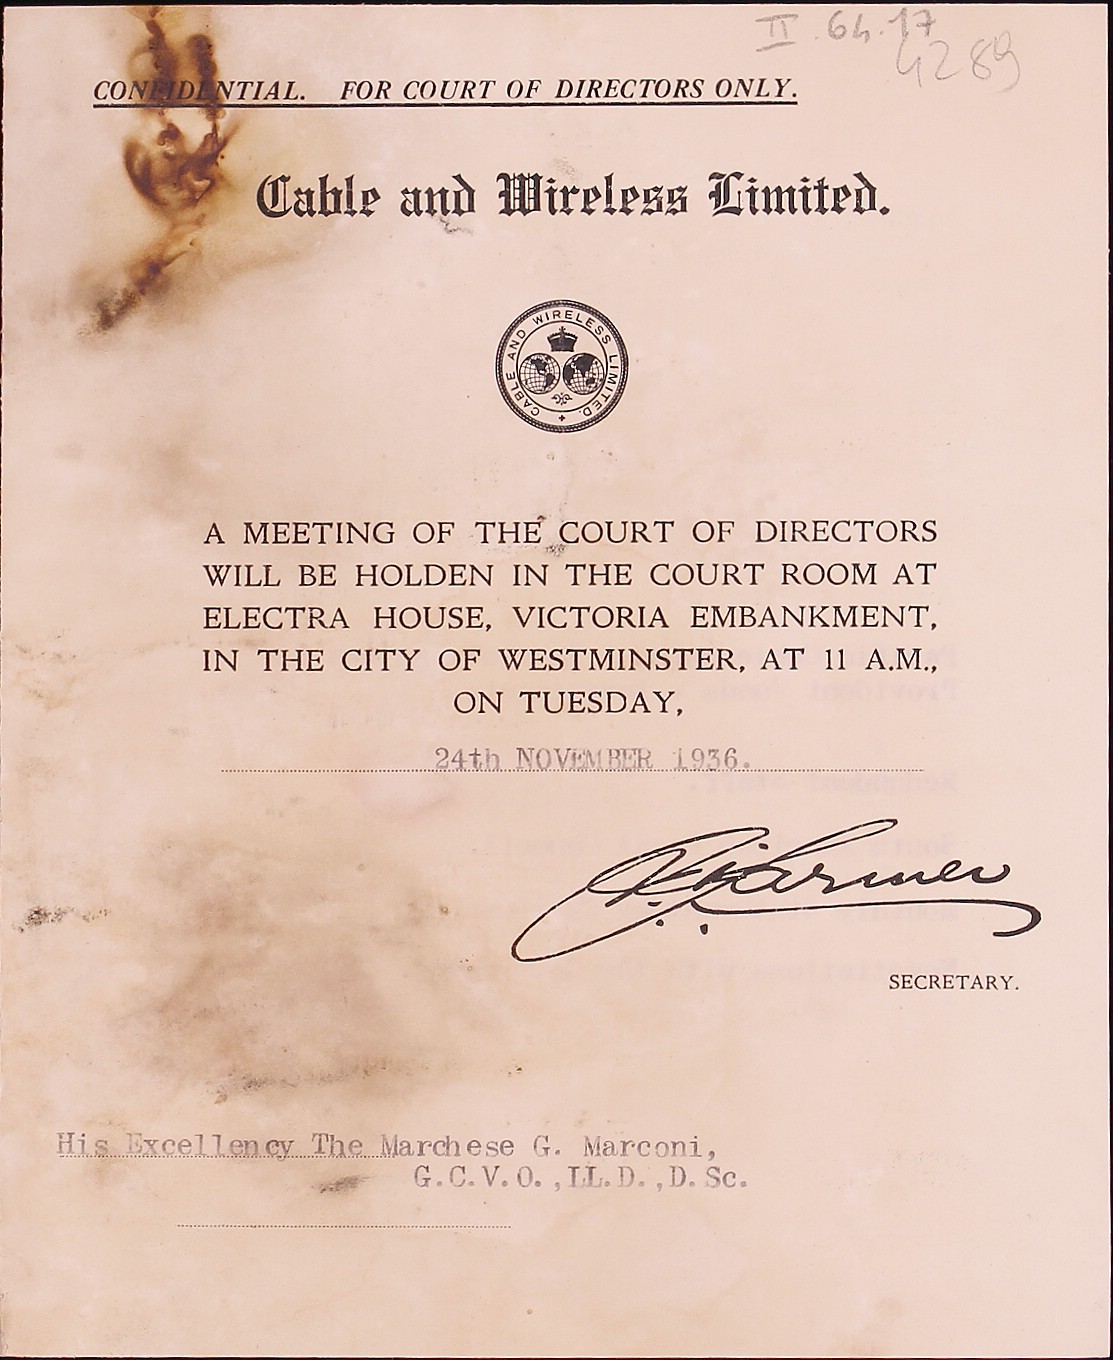 II. 64.17
4289
CONFIDENTIAL. FOR COURT OF DIRECTORS ONLY.
Cable and Wireless Limited.
CABLE AND WIRELESS LIMITED.
A MEETING OF THE COURT OF DIRECTORS
WILL BE HOLDEN IN THE COURT ROOM AT
ELECTRA HOUSE, VICTORIA EMBANKMENT,
IN THE CITY OF WESTMINSTER, AT 11 A.M.,
ON TUESDAY,
24th NOVEMBER 1936.
SECRETARY.
His Excellency The Marchese G. Marconi,
G.C.V.O.,LL.D.,D.Sc.